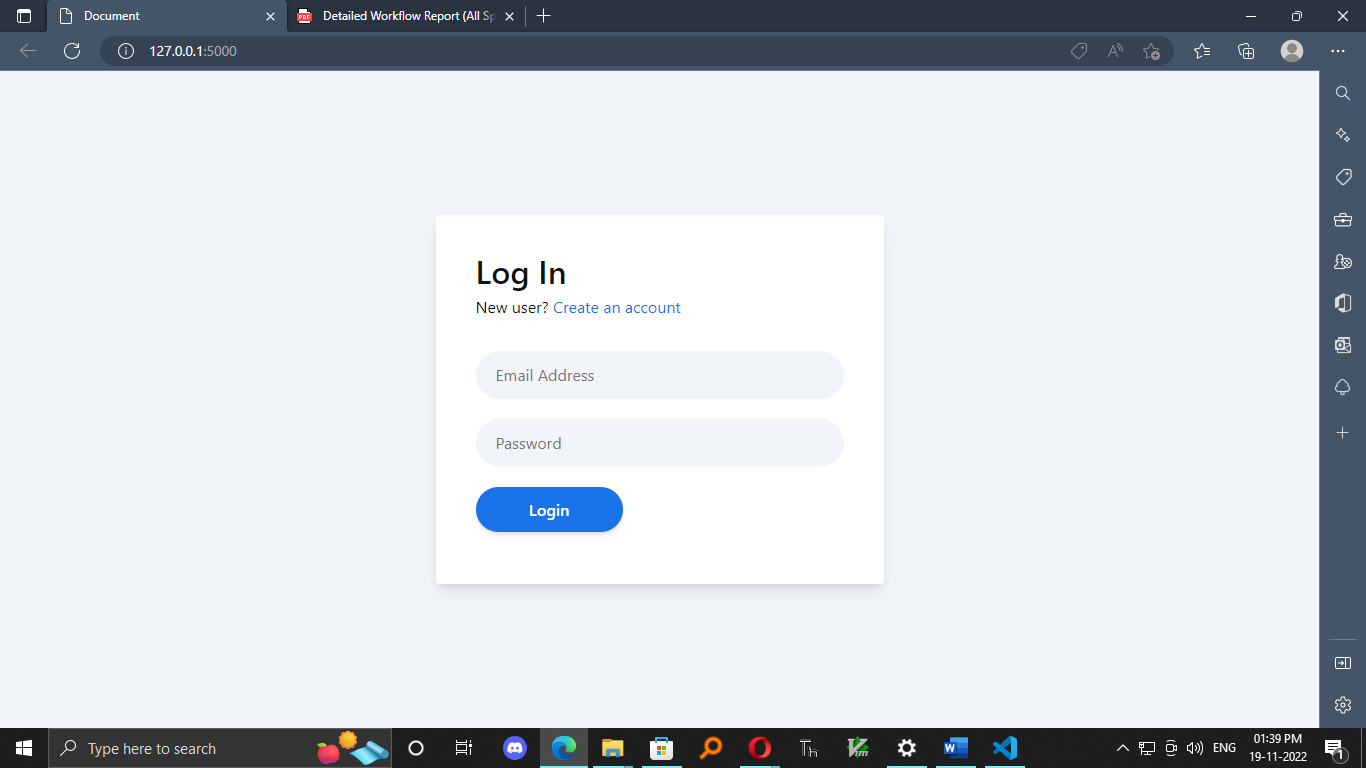 Document
Detailed Workflow Report (All Sp
127.0.0.1:5000
Log In
New user? Create an account
Email Address
Password
Login
Type here to search
ENG
01:39 PM
19-11-2022
1